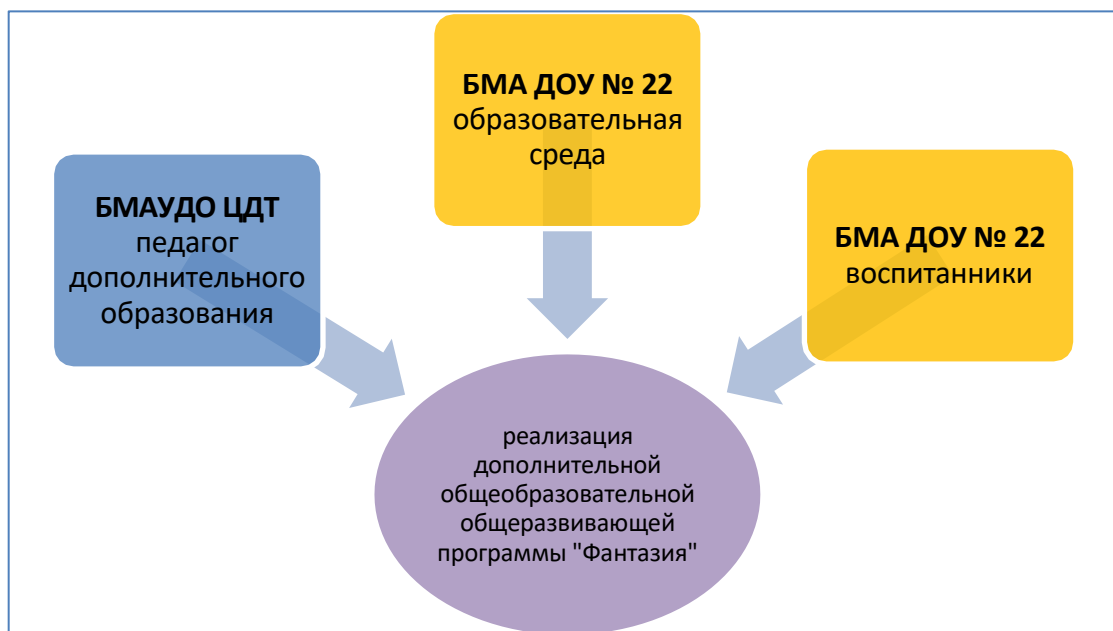 БМА ДОУ № 22
образовательная
среда
БМАУДО ЦДТ
педагог
дополнительного
образования
БМА ДОУ № 22
воспитанники
реализация
дополнительной
общеобразовательной
общеразвивающей
программы "Фантазия"